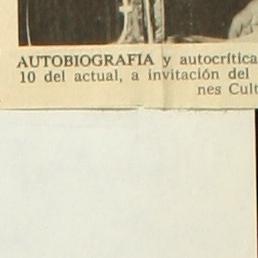 AUTOBIOGRAFIA y autocrítica
10 del actual, a invitación del
nes Cult